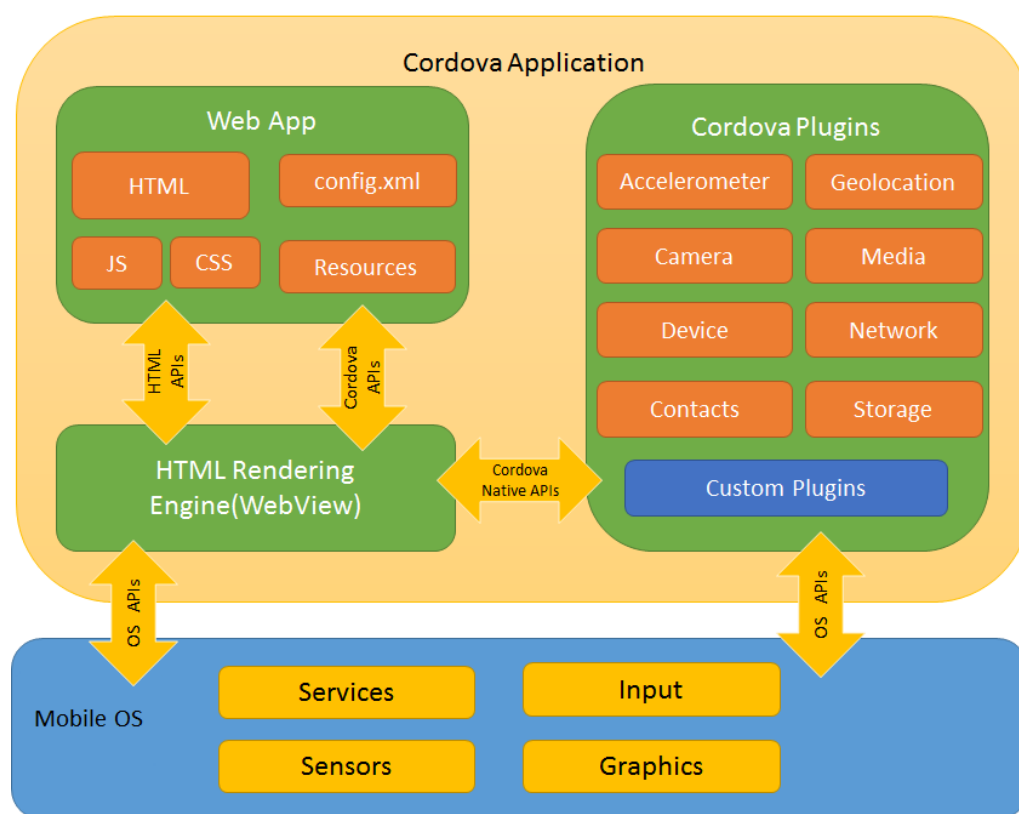 Cordova Application
Web App
HTML
config.xml
JS
CSS
Resources
HTML
APIs
Cordova
APIs
HTML Rendering
Engine(WebView)
Cordova
Native APIs
Cordova Plugins
Accelerometer
Geolocation
Camera
Media
Device
Network
Contacts
Storage
Custom Plugins
OS APIs
OS APIs
Mobile OS
Services
Input
Sensors
Graphics